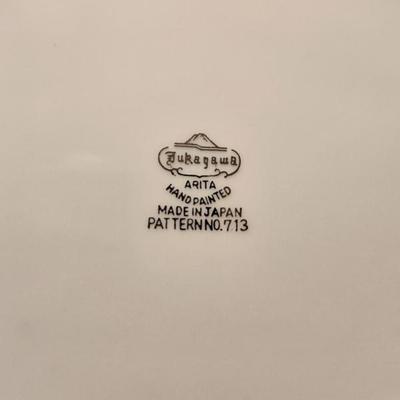 Fukagawa
ARITA
HAND PAINTED
MADE IN JAPAN
PATTERN NO. 713